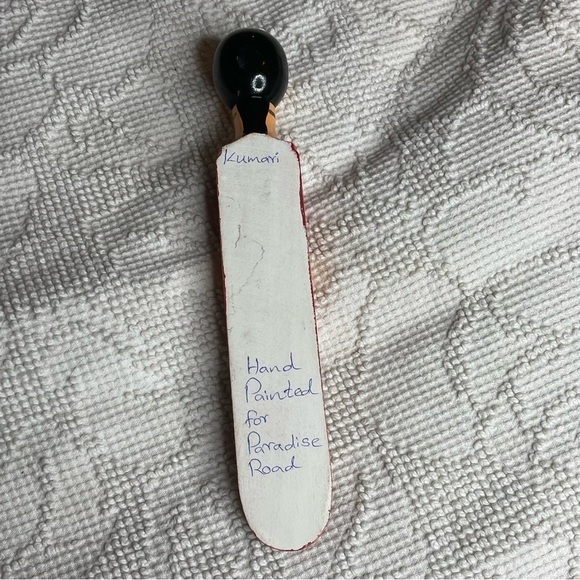 Kumari
Hand
Painted
for
Paradise
Road